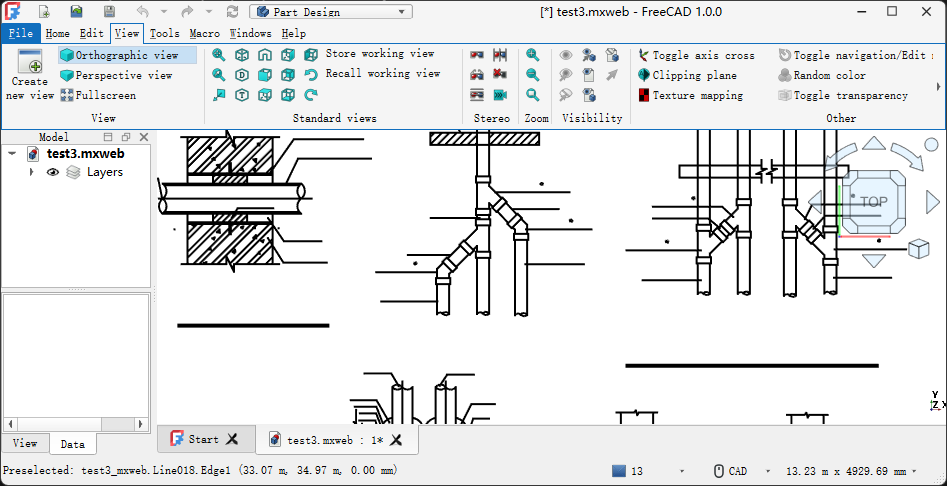 Part Design
[*] test3.mxweb - FreeCAD 1.0.0
File Home Edit View Tools Macro Windows Help
Create
new view
Orthographic view
Perspective view
Fullscreen
View
Store working view
Recall working view
Standard views
Stereo
Zoom
Visibility
Toggle axis cross
Clipping plane
Texture mapping
Toggle navigation/Edit
Random color
Toggle transparency
Other
Model
test3.mxweb
Layers
TOP
Y
Z X
View Data
Start
test3.mxweb : 1*
Preselected: test3_mxweb.Line018.Edge1 (33.07 m, 34.97 m, 0.00 mm)
13
CAD
13.23 m x 4929.69 mm